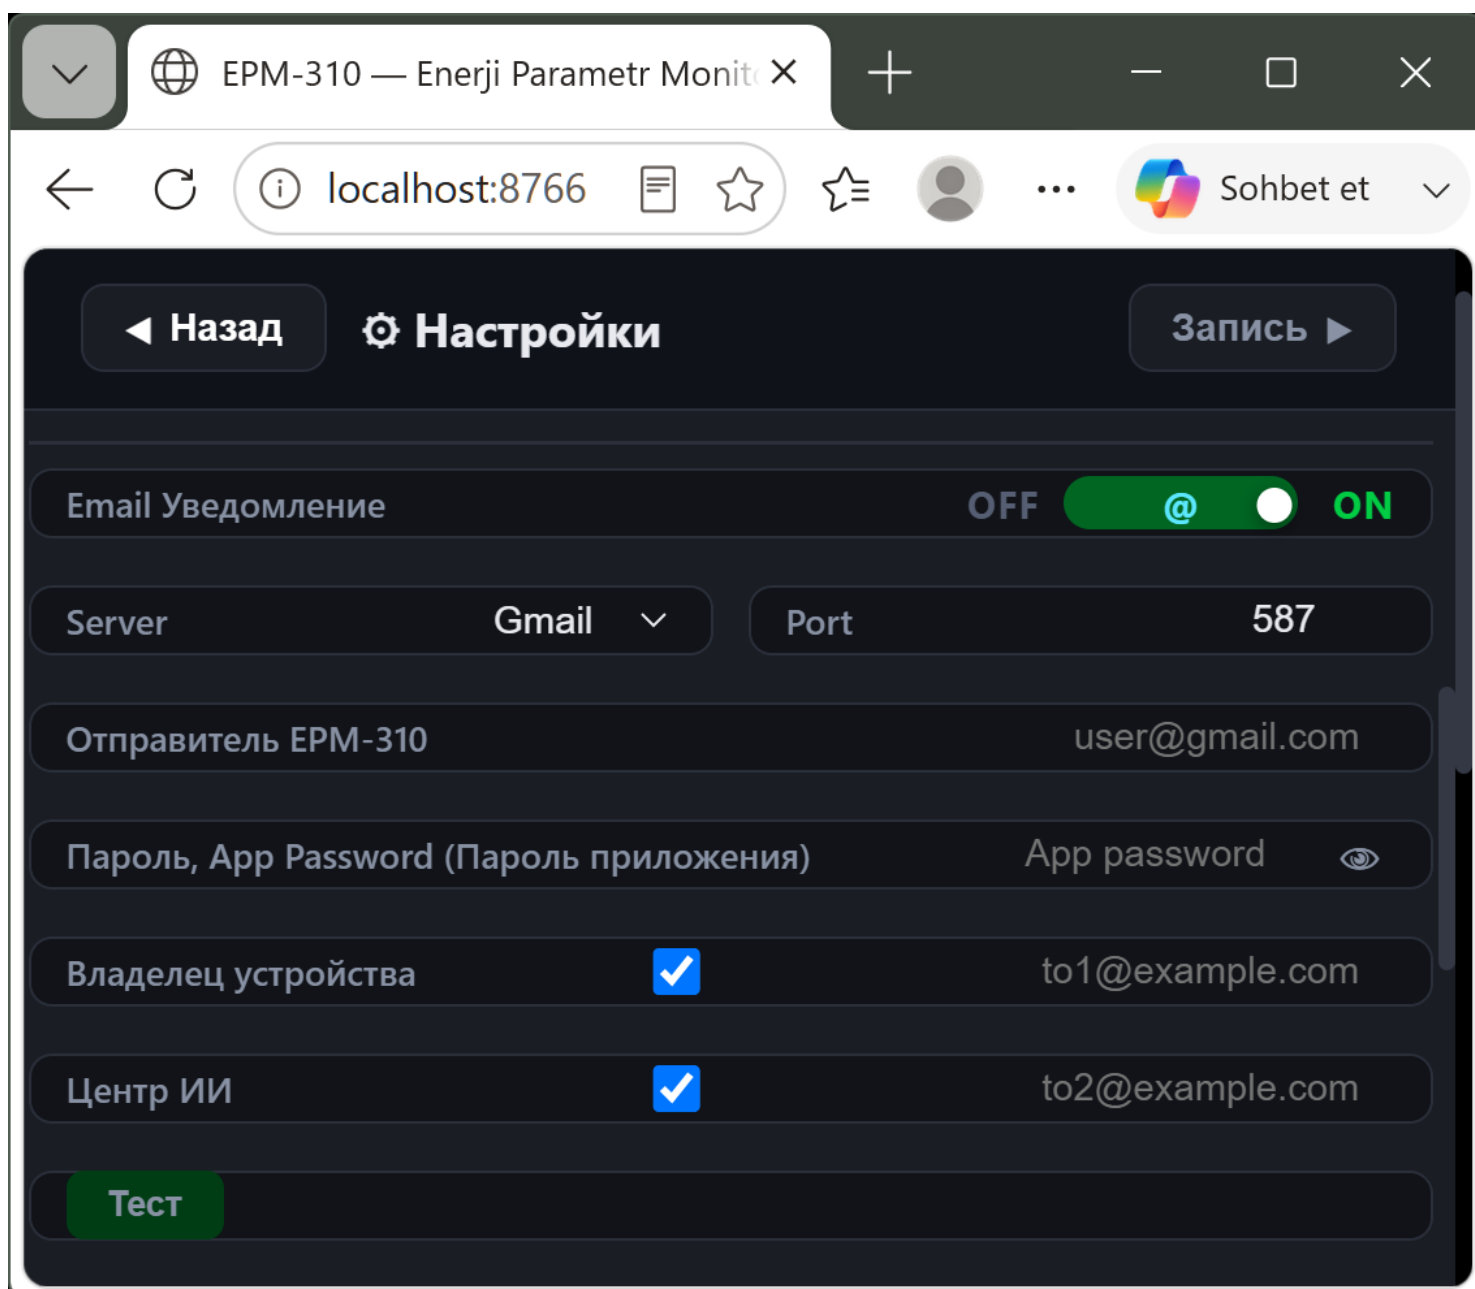 EPM-310 — Enerji Parametr Monit
localhost:8766
Sohbet et
◀ Назад
⚙ Настройки
Запись ▶
Email Уведомление
OFF
@
ON
Server
Gmail
Port
587
Отправитель EPM-310
user@gmail.com
Пароль, App Password (Пароль приложения)
App password
Владелец устройства
to1@example.com
Центр ИИ
to2@example.com
Тест